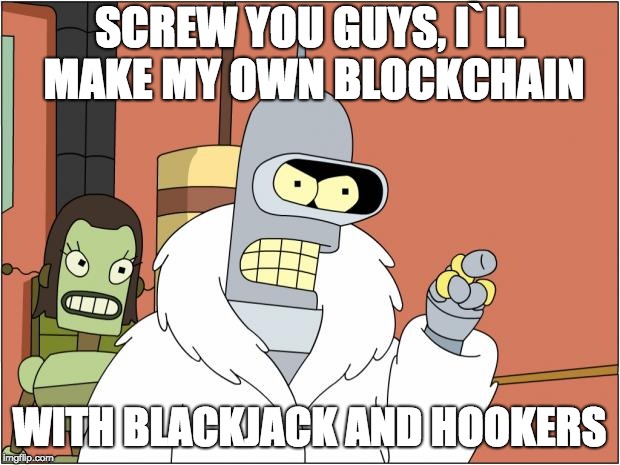 SCREW YOU GUYS, I`LL
MAKE MY OWN BLOCKCHAIN
WITH BLACKJACK AND HOOKERS
imgflip.com